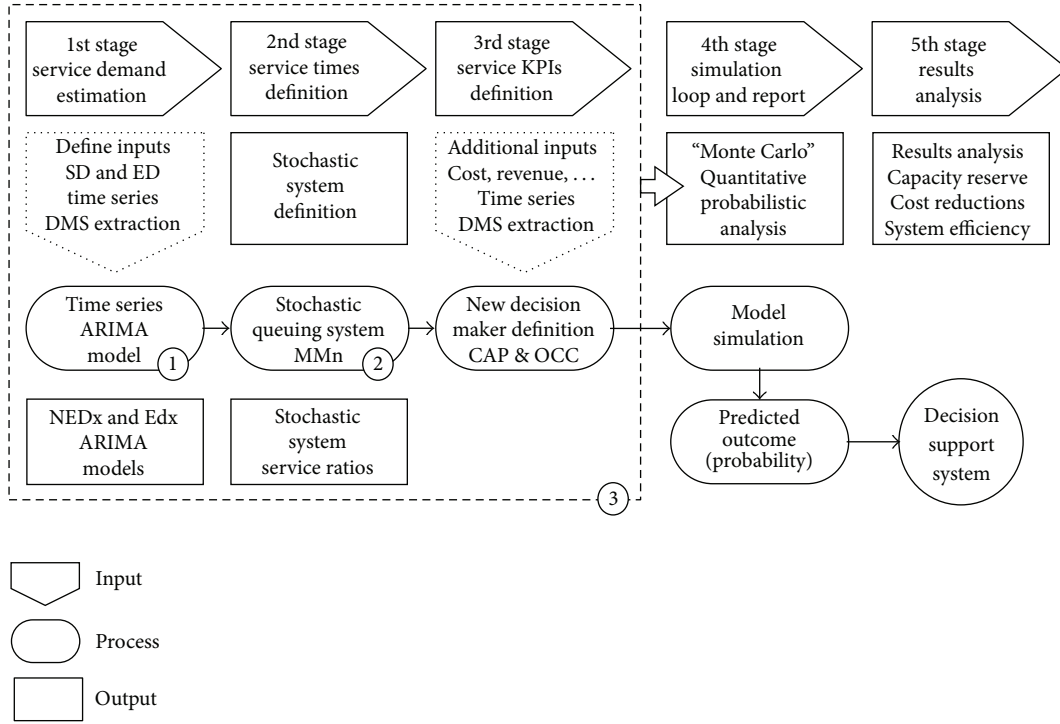 1st stage
service demand
estimation
2nd stage
service times
definition
3rd stage
service KPIs
definition
4th stage
simulation
loop and report
5th stage
results
analysis
Define inputs
SD and ED
time series
DMS extraction
Stochastic
system
definition
Additional inputs
Cost, revenue, . . .
Time series
DMS extraction
“Monte Carlo”
Quantitative
probabilistic
analysis
Results analysis
Capacity reserve
Cost reductions
System efficiency
Time series
ARIMA
model
1
Stochastic
queuing system
MMn
2
New decision
maker definition
CAP & OCC
Model
simulation
NEDx and Edx
ARIMA
models
Stochastic
system
service ratios
Predicted
outcome
(probability)
Decision
support
system
3
Input
Process
Output